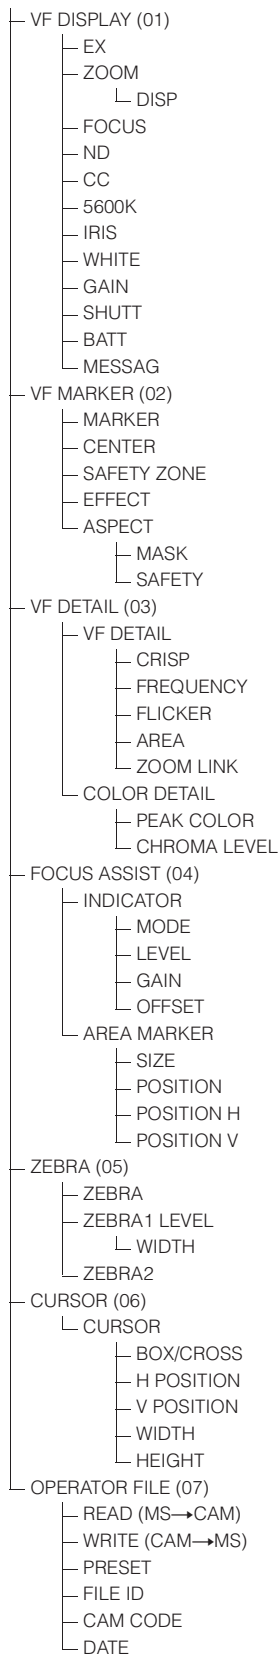 VF DISPLAY (01)
EX
ZOOM
DISP
FOCUS
ND
CC
5600K
IRIS
WHITE
GAIN
SHUTT
BATT
MESSAG
VF MARKER (02)
MARKER
CENTER
SAFETY ZONE
EFFECT
ASPECT
MASK
SAFETY
VF DETAIL (03)
VF DETAIL
CRISP
FREQUENCY
FLICKER
AREA
ZOOM LINK
COLOR DETAIL
PEAK COLOR
CHROMA LEVEL
FOCUS ASSIST (04)
INDICATOR
MODE
LEVEL
GAIN
OFFSET
AREA MARKER
SIZE
POSITION
POSITION H
POSITION V
ZEBRA (05)
ZEBRA
ZEBRA1 LEVEL
WIDTH
ZEBRA2
CURSOR (06)
CURSOR
BOX/CROSS
H POSITION
V POSITION
WIDTH
HEIGHT
OPERATOR FILE (07)
READ (MS→CAM)
WRITE (CAM→MS)
PRESET
FILE ID
CAM CODE
DATE